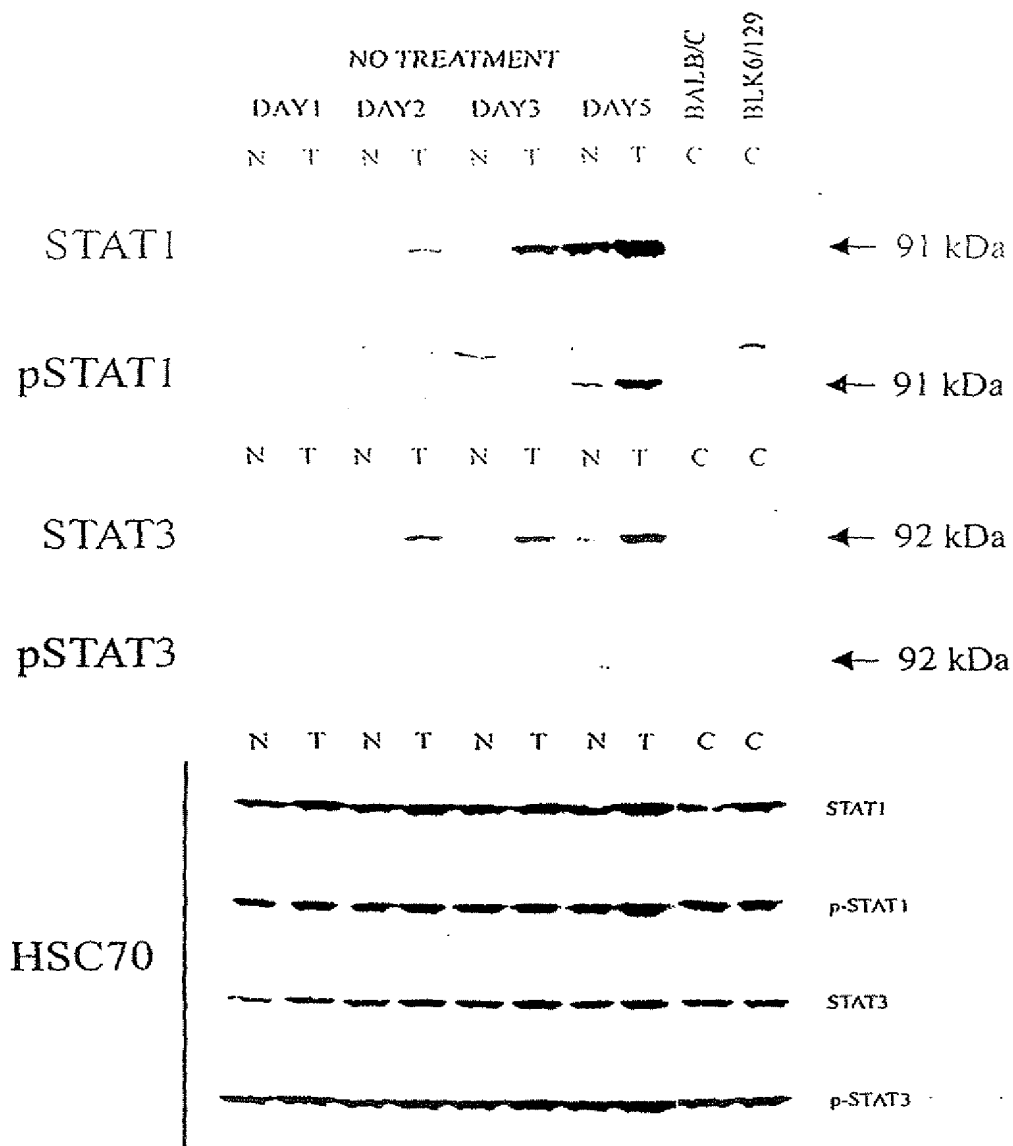 NO TREATMENT
BALB/C
BLK6/129
DAY1 DAY2 DAY3 DAY5
N T N T N T N T C C
STAT1 91 kDa
pSTAT1 91 kDa
N T N T N T N T C C
STAT3 92 kDa
pSTAT3 92 kDa
N T N T N T N T C C
HSC70
STAT1
p-STAT1
STAT3
p-STAT3